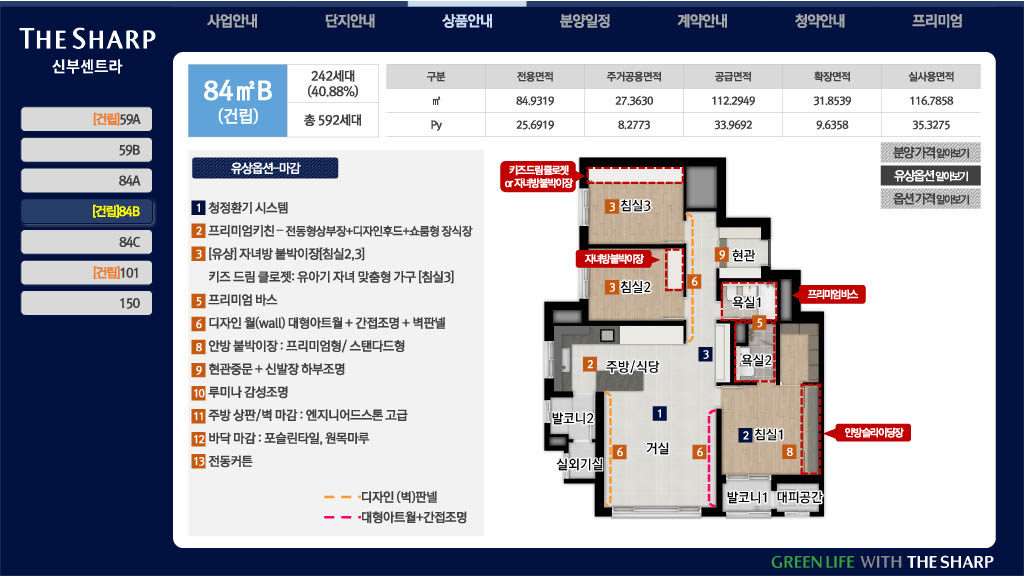 사업안내 단지안내 상품안내 분양일정 계약안내 청약안내 프리미엄
THE SHARP
신부센트라
[건립]59A
59B
84A
[건립]84B
84C
[건립]101
150
84㎡B
(건립)
242세대
(40.88%)
총 592세대
구분 전용면적 주거공용면적 공급면적 확장면적 실사용면적
㎡ 84.9319 27.3630 112.2949 31.8539 116.7858
Py 25.6919 8.2773 33.9692 9.6358 35.3275
분양가격 알아보기
유상옵션 알아보기
옵션가격 알아보기
유상옵션-마감
1 청정환기 시스템
2 프리미엄키친 - 전동형상부장+디자인후드+쇼룸형 장식장
3 [유상] 자녀방 붙박이장[침실2,3]
키즈 드림 클로젯: 유아기 자녀 맞춤형 가구 [침실3]
5 프리미엄 바스
6 디자인 월(wall) 대형아트월 + 간접조명 + 벽판넬
8 안방 붙박이장 : 프리미엄형/ 스탠다드형
9 현관중문 + 신발장 하부조명
10 루미나 감성조명
11 주방 상판/벽 마감 : 엔지니어드스톤 고급
12 바닥 마감 : 포슬린타일, 원목마루
13 전동커튼
디자인 (벽)판넬
대형아트월+간접조명
키즈드림클로젯
or 자녀방붙박이장
3 침실3
9 현관
자녀방붙박이장
6
3 침실2
욕실1
프리미엄바스
5
3
욕실2
2 주방/식당
발코니2
1
2 침실1
안방슬라이딩장
6 거실 6 8
실외기실
발코니1 대피공간
GREEN LIFE WITH THE SHARP